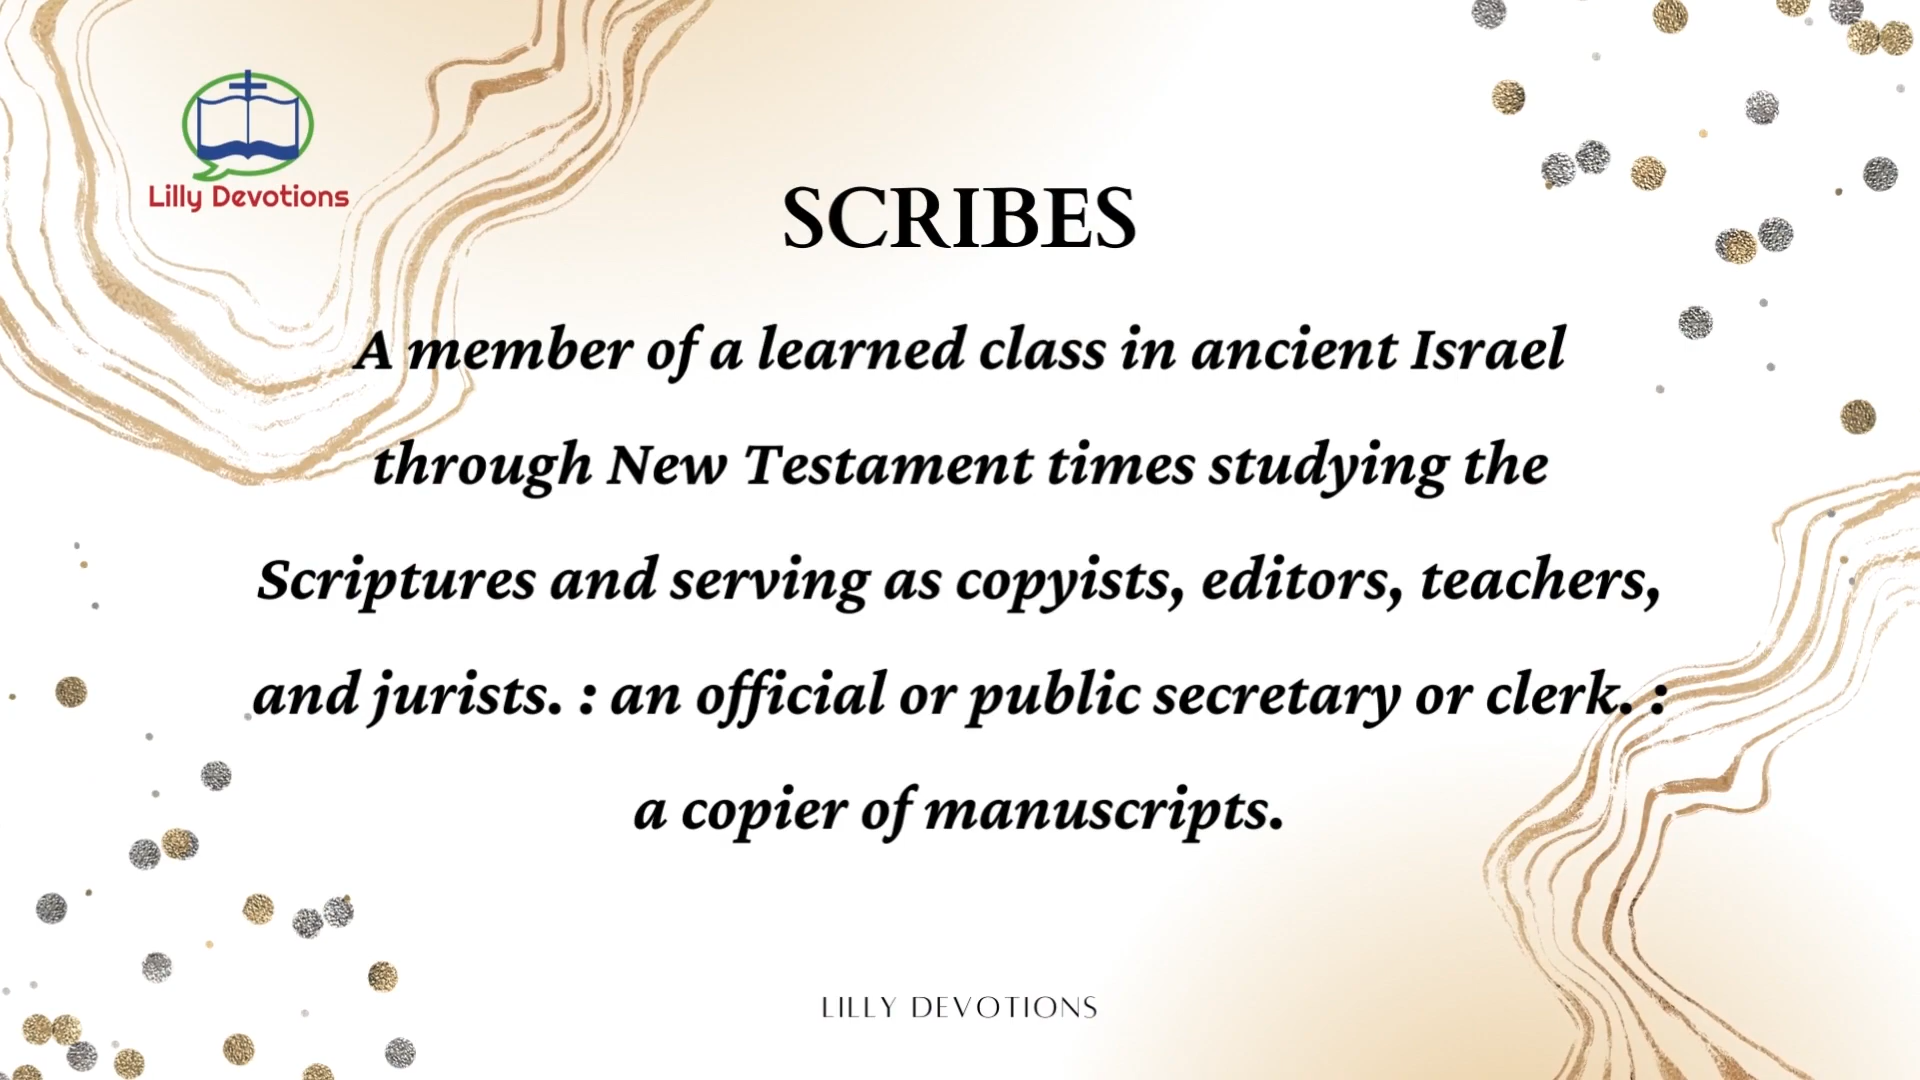 Lilly Devotions
SCRIBES
A member of a learned class in ancient Israel
through New Testament times studying the
Scriptures and serving as copyists, editors, teachers,
and jurists. : an official or public secretary or clerk. :
a copier of manuscripts.
LILLY DEVOTIONS